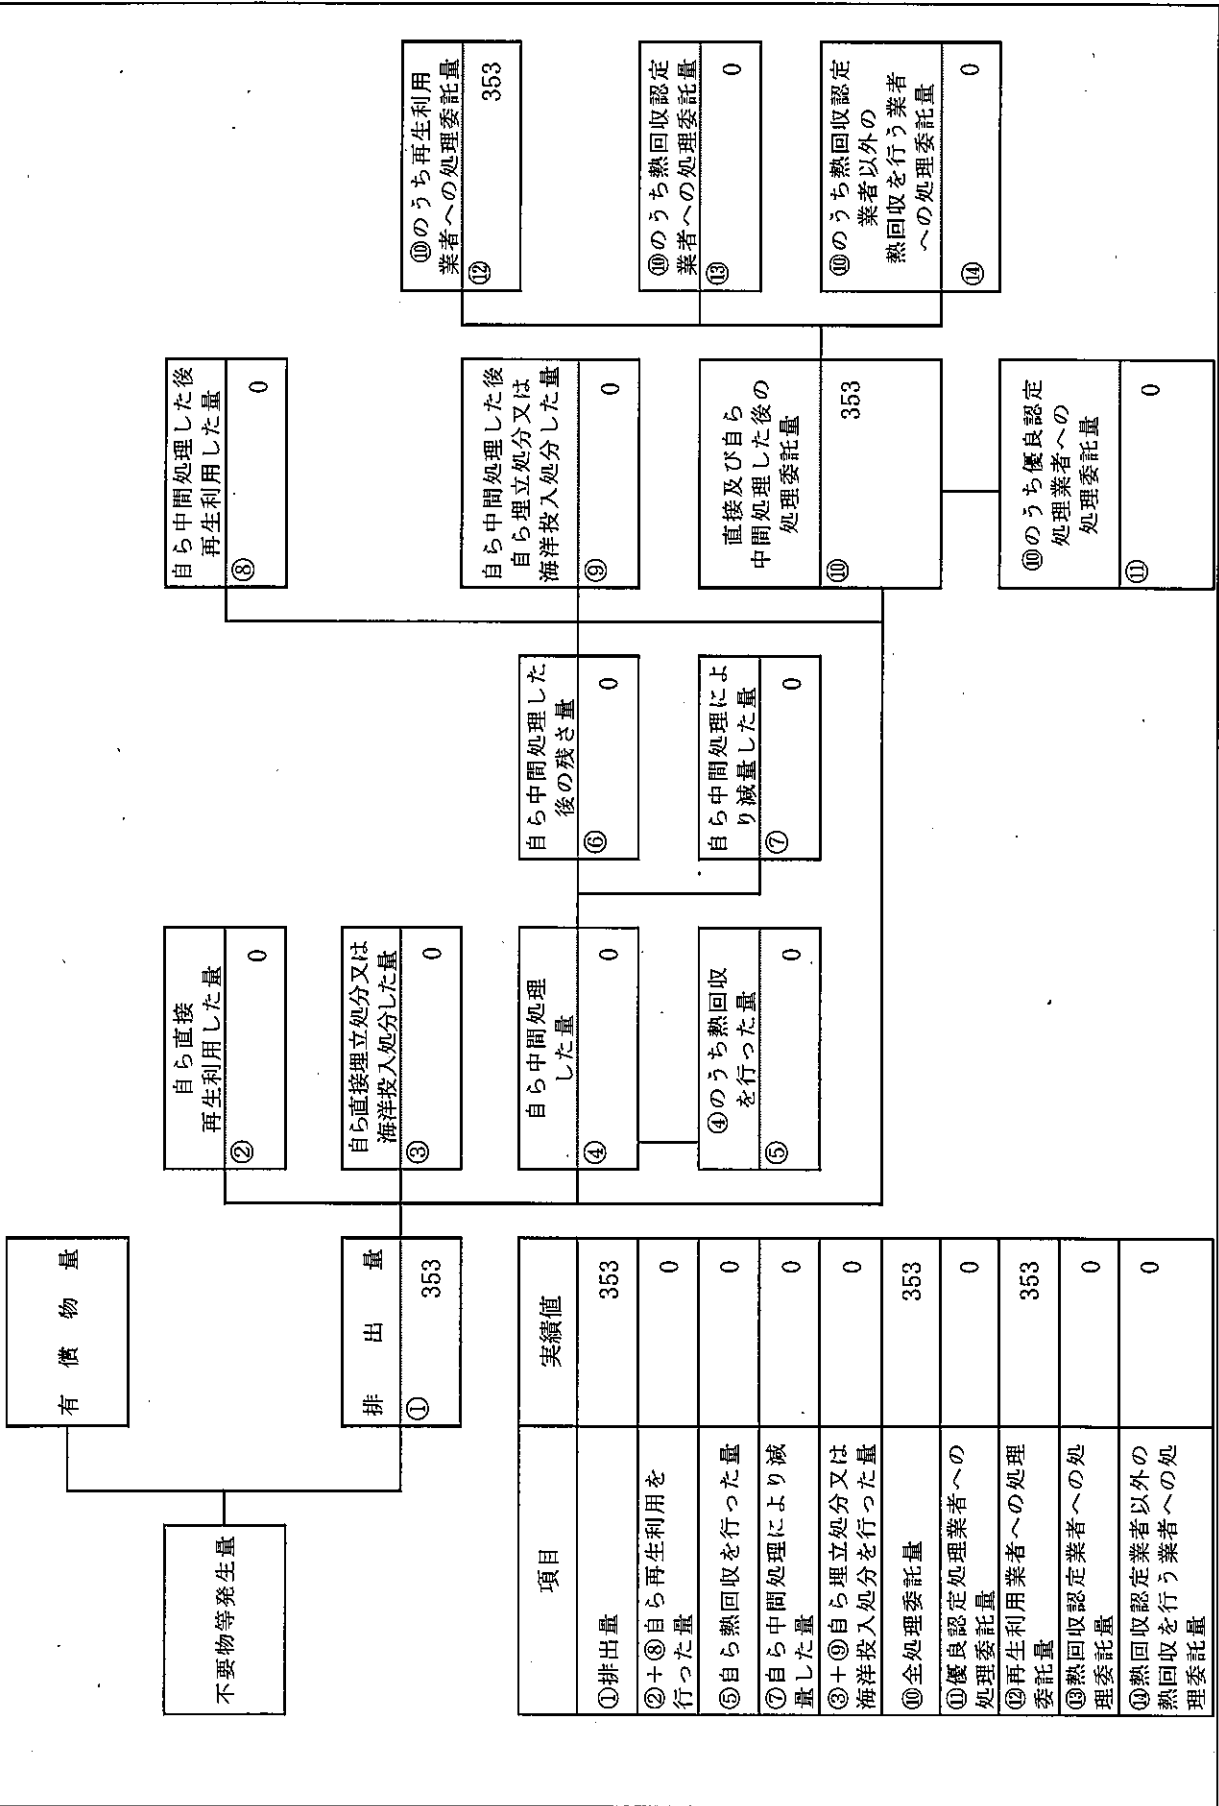 有償物量
不要物等発生量
排出量
①
353
自ら直接
再生利用した量
②
0
自ら直接埋立処分又は
海洋投入処分した量
③
0
自ら中間処理
した量
④
0
④のうち熱回収
を行った量
⑤
0
自ら中間処理した
後の残さ量
⑥
0
自ら中間処理によ
り減量した量
⑦
0
自ら中間処理した後
再生利用した量
⑧
0
自ら中間処理した後
自ら埋立処分又は
海洋投入処分した量
⑨
0
直接及び自ら
中間処理した後の
処理委託量
⑩
353
⑩のうち優良認定
処理業者への
処理委託量
⑪
0
⑩のうち再生利用
業者への処理委託量
⑫
353
⑩のうち熱回収認定
業者への処理委託量
⑬
0
⑩のうち熱回収認定
業者以外の
熱回収を行う業者
への処理委託量
⑭
0
項目
実績値
①排出量
353
②+⑧自ら再生利用を
行った量
0
⑤自ら熱回収を行った量
0
⑦自ら中間処理により減
量した量
0
③+⑨自ら埋立処分又は
海洋投入処分を行った量
0
⑩全処理委託量
353
⑪優良認定処理業者への
処理委託量
0
⑫再生利用業者への処理
委託量
353
⑬熱回収認定業者への処
理委託量
0
⑭熱回収認定業者以外の
熱回収を行う業者への処
理委託量
0